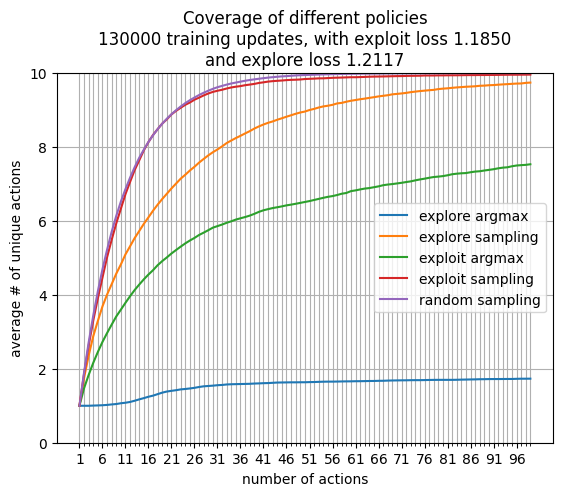 Coverage of different policies
130000 training updates, with exploit loss 1.1850
and explore loss 1.2117
10
8
6
4
2
0
average # of unique actions
explore argmax
explore sampling
exploit argmax
exploit sampling
random sampling
1 6 11 16 21 26 31 36 41 46 51 56 61 66 71 76 81 86 91 96
number of actions